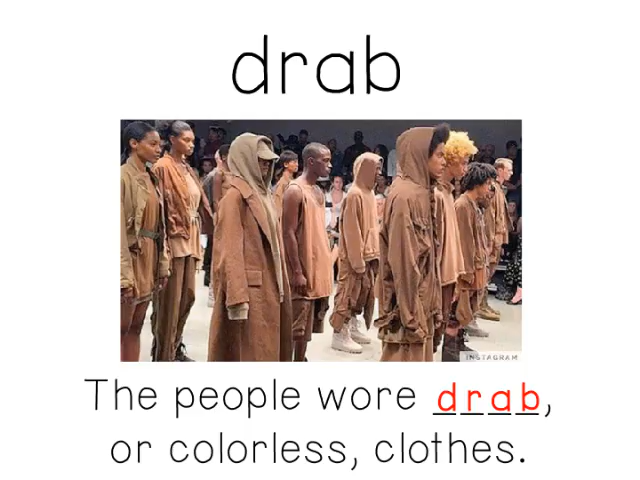 drab
INSTAGRAM
The people wore drab,
or colorless, clothes.